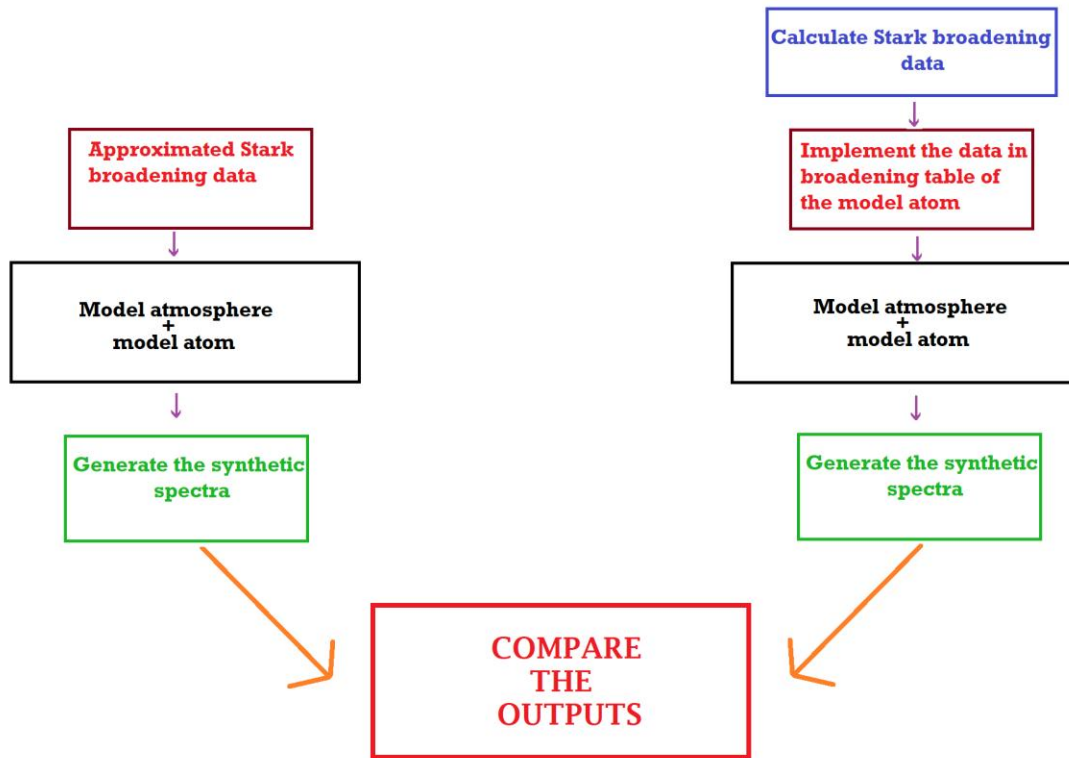 Calculate Stark broadening
data
Approximated Stark
broadening data
Implement the data in
broadening table of
the model atom
Model atmosphere
+
model atom
Model atmosphere
+
model atom
Generate the synthetic
spectra
Generate the synthetic
spectra
COMPARE
THE
OUTPUTS